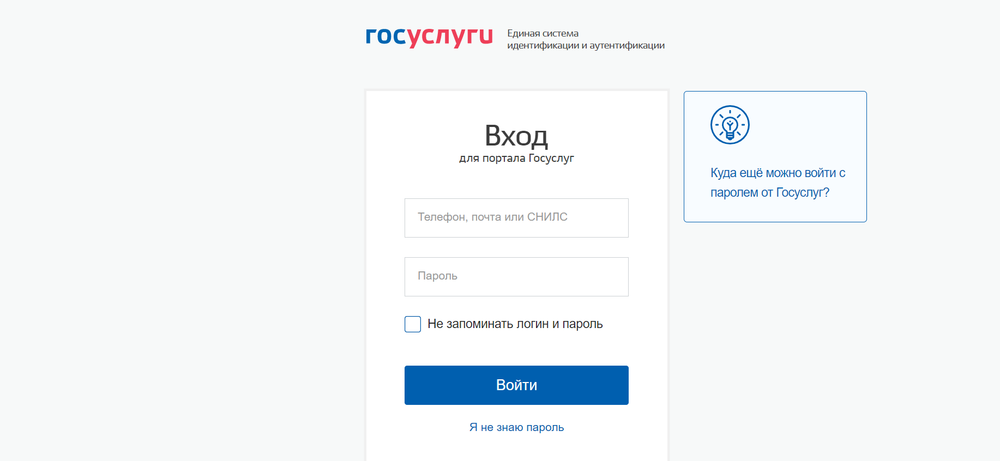 госуслуги
Единая система
идентификации и аутентификации
Вход
для портала Госуслуг
Телефон, почта или СНИЛС
Пароль
Не запоминать логин и пароль
Войти
Я не знаю пароль
Куда ещё можно войти с
паролем от Госуслуг?